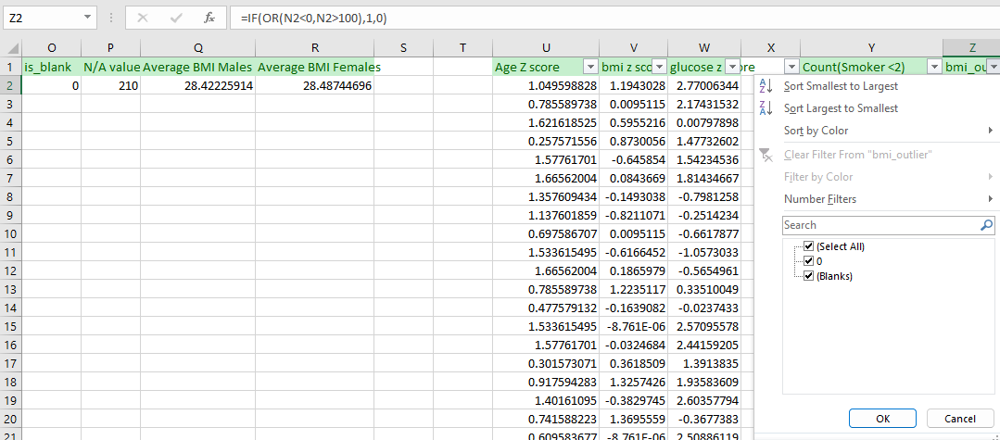 Z2 fx =IF(OR(N2<0,N2>100),1,0)
O P Q R S T U V W X Y Z
1 is_blank N/A value Average BMI Males Average BMI Females s Age Z score bmi z sco glucose z ore Count(Smoker <2) bmi_ou
2 0 210 28.42225914 28.48744696 1.049598828 1.1943028 2.77006344
3 0.785589738 0.0095115 2.17431532
4 1.621618525 0.5955216 0.00797898
5 0.257571556 0.8730056 1.47732602
6 1.57761701 -0.645854 1.54234536
7 1.66562004 0.0843669 1.81434667
8 1.357609434 -0.1493038 -0.7981258
9 1.137601859 -0.8211071 -0.2514234
10 0.697586707 0.0095115 -0.6617877
11 1.533615495 -0.6166452 -1.0573033
12 1.66562004 0.1865979 -0.5654961
13 0.785589738 1.2235117 0.33510049
14 0.477579132 -0.1639082 -0.0237433
15 1.533615495 -8.761E-06 2.57095578
16 1.57761701 -0.0324684 2.44159205
17 0.301573071 0.3618509 1.3913835
18 0.917594283 1.3257426 1.93583609
19 1.40161095 -0.3829745 2.60357794
20 0.741588223 1.3695559 -0.3677383
21 0.609583677 -8.761E-06 2.50886119
Sort Smallest to Largest
Sort Largest to Smallest
Sort by Color
Clear Filter From "bmi_outlier"
Filter by Color
Number Filters
Search
(Select All)
0
(Blanks)
OK Cancel